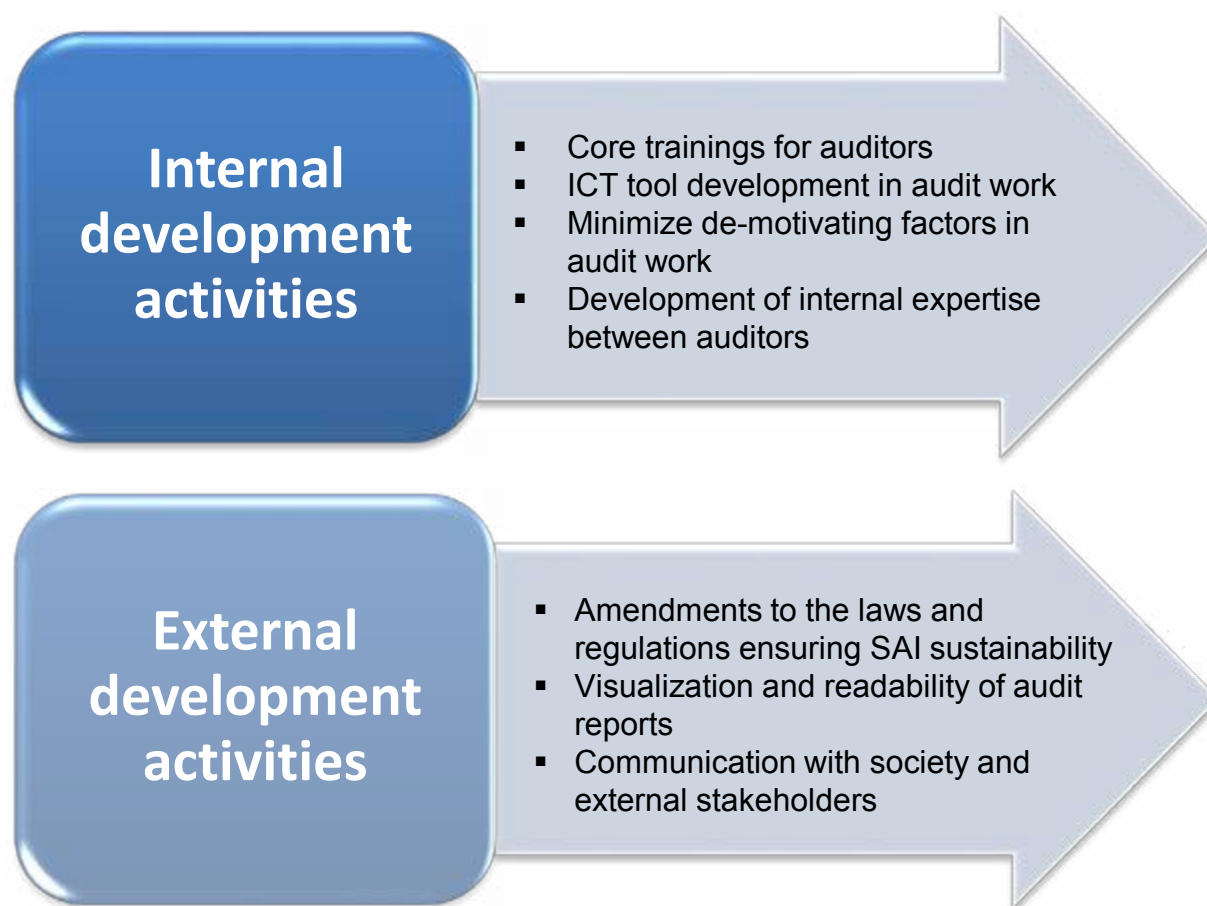 Internal
development
activities
▪ Core trainings for auditors
▪ ICT tool development in audit work
▪ Minimize de-motivating factors in
audit work
▪ Development of internal expertise
between auditors
External
development
activities
▪ Amendments to the laws and
regulations ensuring SAI sustainability
▪ Visualization and readability of audit
reports
▪ Communication with society and
external stakeholders